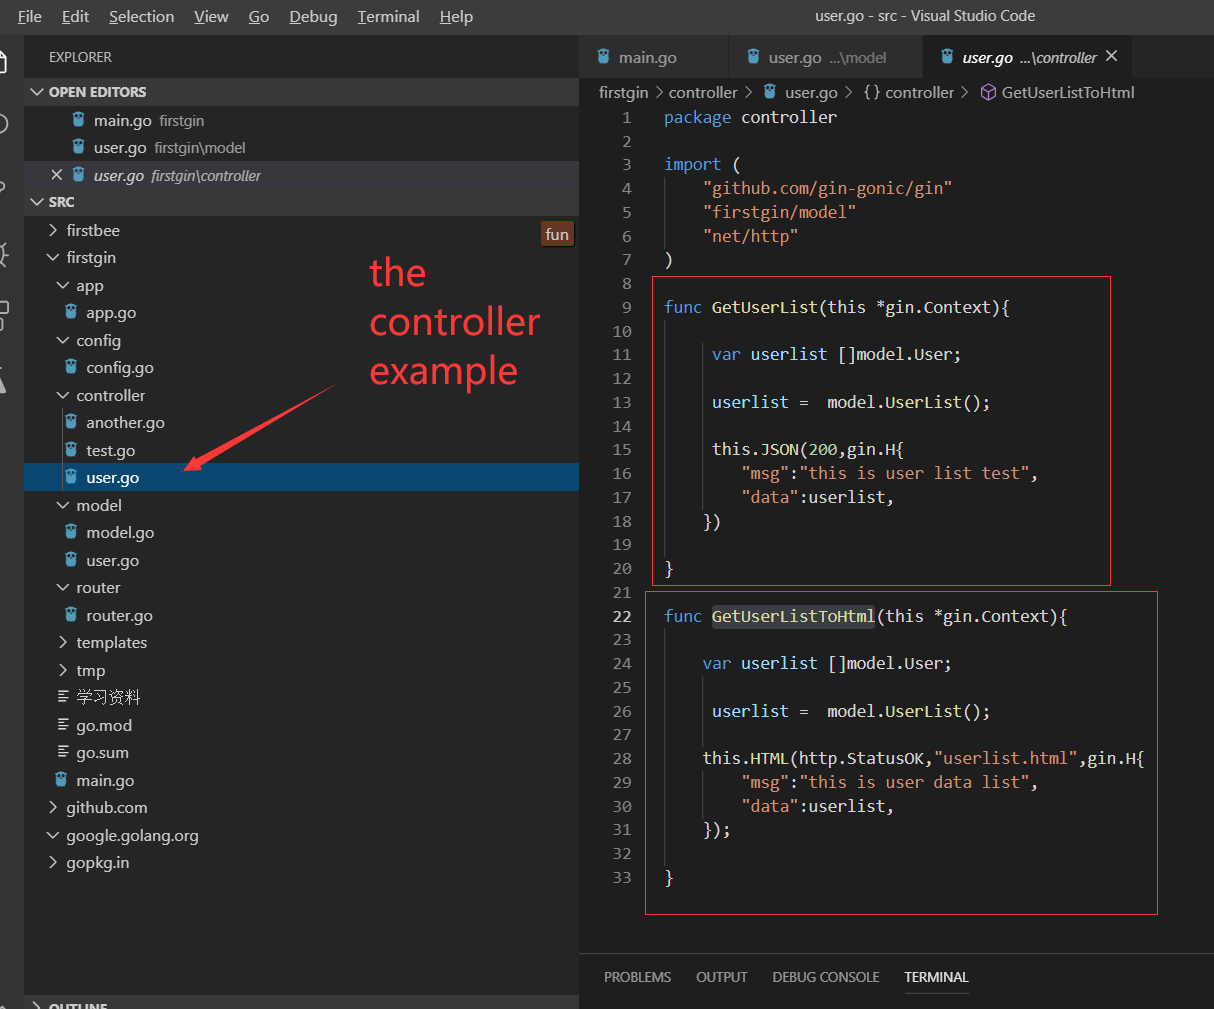 File Edit Selection View Go Debug Terminal Help
user.go - src - Visual Studio Code
EXPLORER
OPEN EDITORS
main.go firstgin
user.go firstgin\model
user.go firstgin\controller
SRC
firstbee
fun
firstgin
app
app.go
config
config.go
controller
another.go
test.go
user.go
model
model.go
user.go
router
router.go
templates
tmp
学习资料
go.mod
go.sum
main.go
github.com
google.golang.org
gopkg.in
OUTLINE
the
controller
example
main.go
user.go ...\model
user.go ...\controller
firstgin > controller > user.go > {} controller > GetUserListToHtml
1 package controller
2
3 import (
4 "github.com/gin-gonic/gin"
5 "firstgin/model"
6 "net/http"
7 )
8
9 func GetUserList(this *gin.Context){
10
11 var userlist []model.User;
12
13 userlist =  model.UserList();
14
15 this.JSON(200,gin.H{
16 "msg":"this is user list test",
17 "data":userlist,
18 })
19
20 }
21
22 func GetUserListToHtml(this *gin.Context){
23
24 var userlist []model.User;
25
26 userlist =  model.UserList();
27
28 this.HTML(http.StatusOK,"userlist.html",gin.H{
29 "msg":"this is user data list",
30 "data":userlist,
31 });
32
33 }
PROBLEMS OUTPUT DEBUG CONSOLE TERMINAL